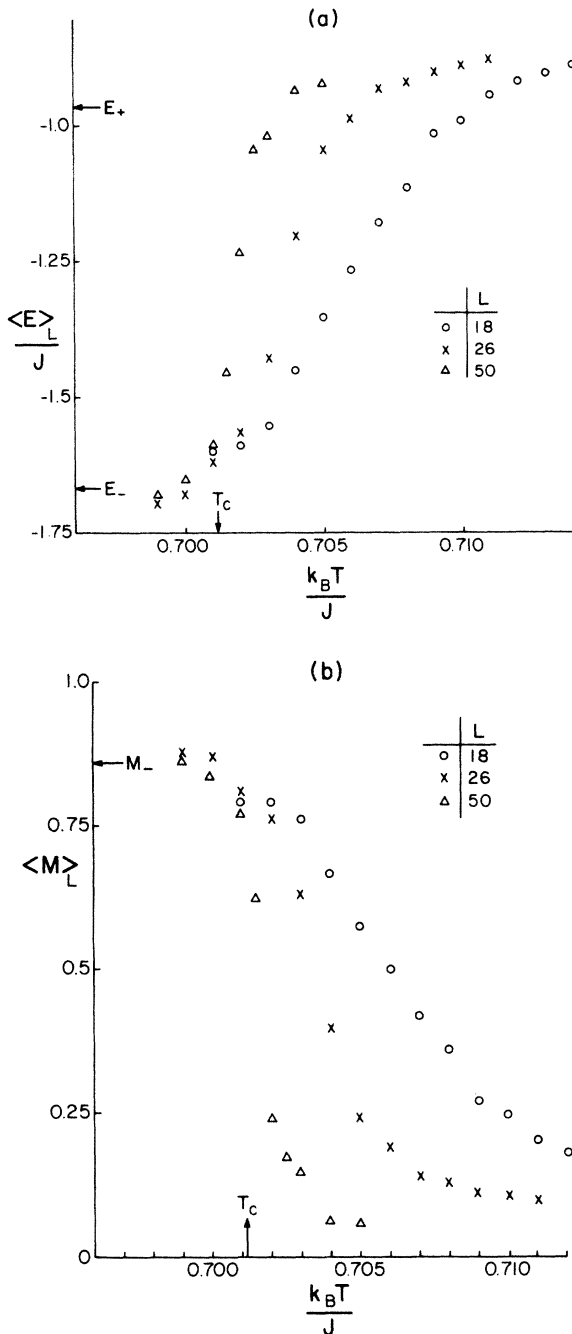 (a)
E+
-1.0
-1.25
<E>L
J
-1.5
E-
-1.75
L
o 18
x 26
△ 50
Tc
0.700 0.705 0.710
kBT
J
(b)
1.0
M-
0.75
<M>L
0.5
0.25
0
L
o 18
x 26
△ 50
Tc
0.700 0.705 0.710
kBT
J